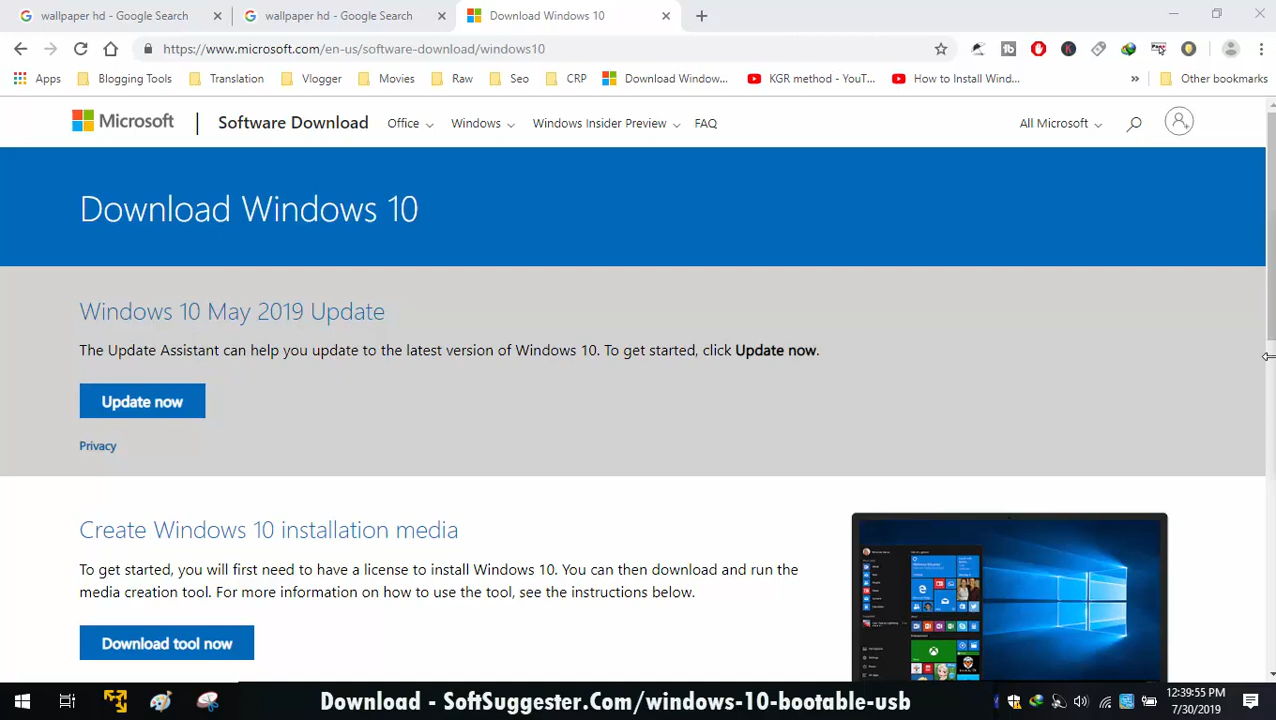 wallpaper hd - Google Search
wallpaper hd - Google Search
Download Windows 10
https://www.microsoft.com/en-us/software-download/windows10
Apps
Blogging Tools
Translation
Vlogger
Movies
Raw
Seo
CRP
Download Window...
KGR method - YouT...
How to Install Wind...
Other bookmarks
Microsoft
Software Download
Office
Windows
Windows Insider Preview
FAQ
All Microsoft
Download Windows 10
Windows 10 May 2019 Update
The Update Assistant can help you update to the latest version of Windows 10. To get started, click Update now.
Update now
Privacy
Create Windows 10 installation media
To get started, you will first need to have a license to install Windows 10. You can then download and run the
media creation tool. For more information on how to use the tool, see the instructions below.
Download tool now
Download - SoftSuggester.Com/windows-10-bootable-usb
12:39:55 PM
7/30/2019